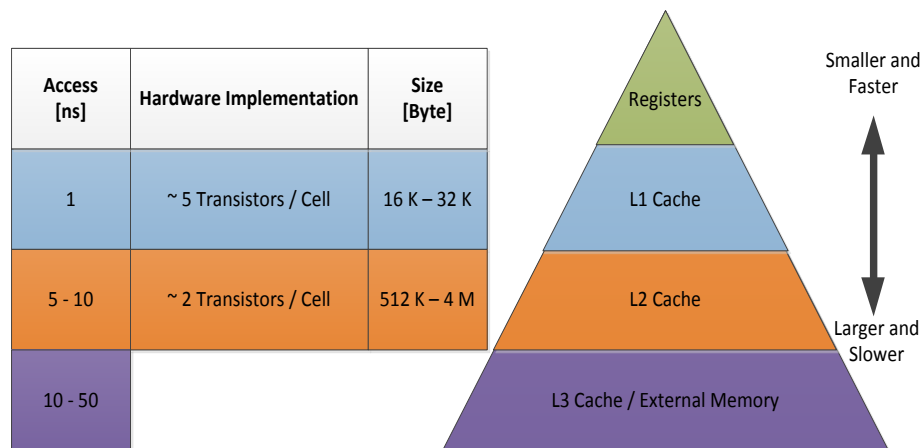 Access
[ns]
Hardware Implementation
Size
[Byte]
1
~ 5 Transistors / Cell
16 K – 32 K
5 - 10
~ 2 Transistors / Cell
512 K – 4 M
10 - 50
Registers
L1 Cache
L2 Cache
L3 Cache / External Memory
Smaller and
Faster
Larger and
Slower